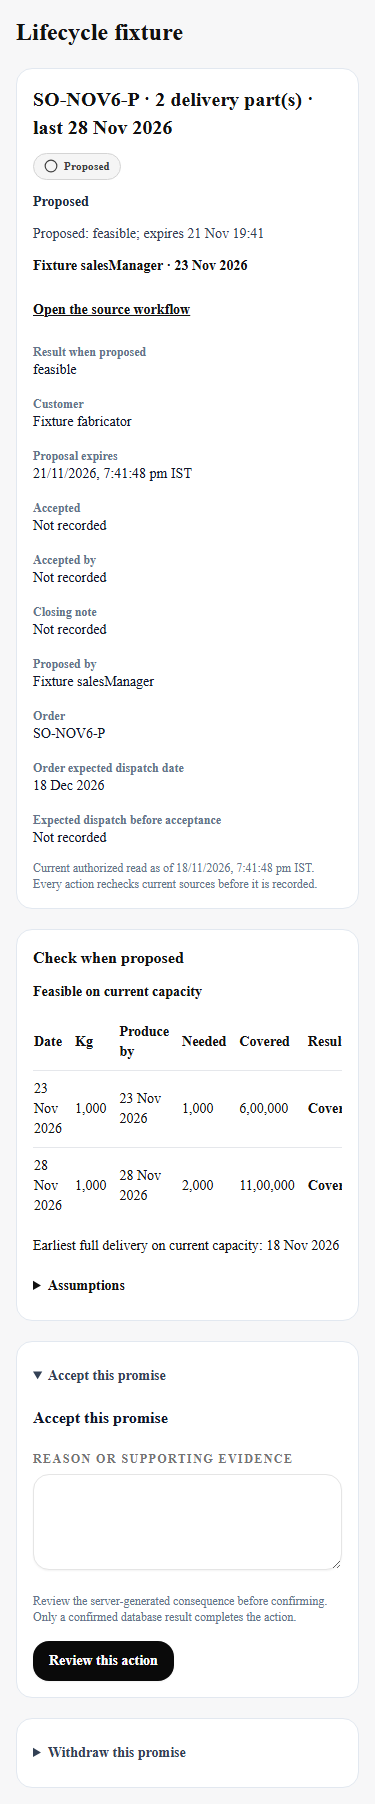 Lifecycle fixture
SO-NOV6-P · 2 delivery part(s) ·
last 28 Nov 2026
Proposed
Proposed
Proposed: feasible; expires 21 Nov 19:41
Fixture salesManager · 23 Nov 2026
Open the source workflow
Result when proposed
feasible
Customer
Fixture fabricator
Proposal expires
21/11/2026, 7:41:48 pm IST
Accepted
Not recorded
Accepted by
Not recorded
Closing note
Not recorded
Proposed by
Fixture salesManager
Order
SO-NOV6-P
Order expected dispatch date
18 Dec 2026
Expected dispatch before acceptance
Not recorded
Current authorized read as of 18/11/2026, 7:41:48 pm IST.
Every action rechecks current sources before it is recorded.
Check when proposed
Feasible on current capacity
Date Kg Produce by Needed Covered Resul
23 Nov 2026 1,000 23 Nov 2026 1,000 6,00,000 Cover
28 Nov 2026 1,000 28 Nov 2026 2,000 11,00,000 Cover
Earliest full delivery on current capacity: 18 Nov 2026
Assumptions
Accept this promise
Accept this promise
REASON OR SUPPORTING EVIDENCE
Review the server-generated consequence before confirming.
Only a confirmed database result completes the action.
Review this action
Withdraw this promise